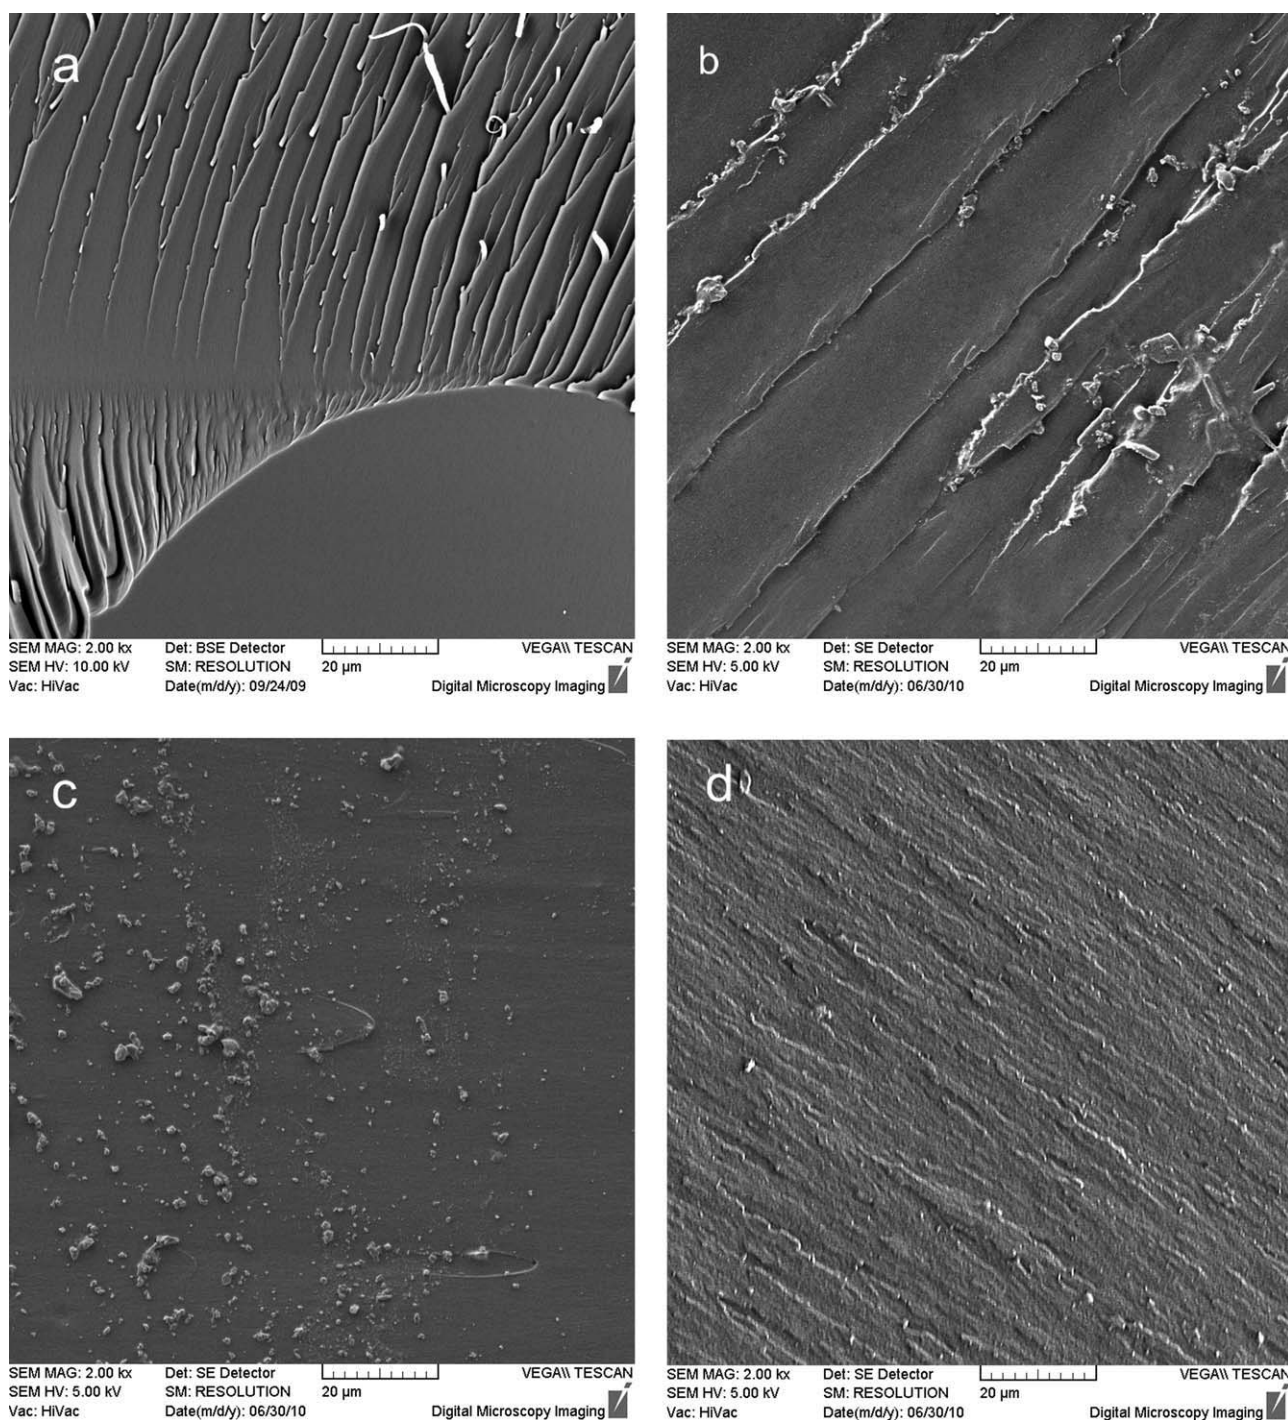 a
SEM MAG: 2.00 kx Det: BSE Detector VEGA\\ TESCAN
SEM HV: 10.00 kV SM: RESOLUTION 20 µm
Vac: HiVac Date(m/d/y): 09/24/09 Digital Microscopy Imaging
b
SEM MAG: 2.00 kx Det: SE Detector VEGA\\ TESCAN
SEM HV: 5.00 kV SM: RESOLUTION 20 µm
Vac: HiVac Date(m/d/y): 06/30/10 Digital Microscopy Imaging
c
SEM MAG: 2.00 kx Det: SE Detector VEGA\\ TESCAN
SEM HV: 5.00 kV SM: RESOLUTION 20 µm
Vac: HiVac Date(m/d/y): 06/30/10 Digital Microscopy Imaging
d
SEM MAG: 2.00 kx Det: SE Detector VEGA\\ TESCAN
SEM HV: 5.00 kV SM: RESOLUTION 20 µm
Vac: HiVac Date(m/d/y): 06/30/10 Digital Microscopy Imaging